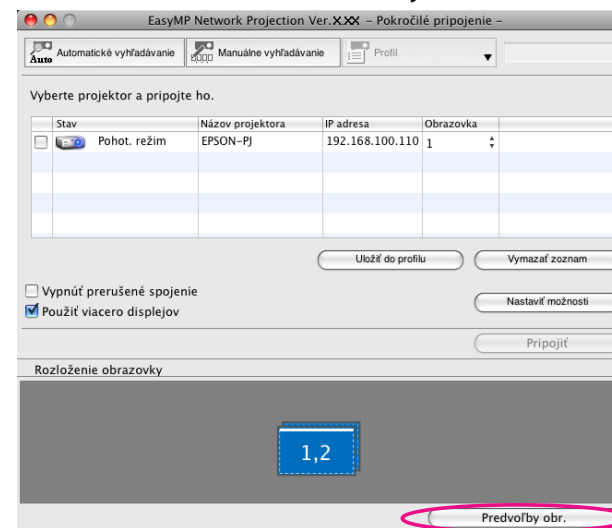 EasyMP Network Projection Ver.X.XX – Pokročilé pripojenie –
Auto Automatické vyhľadávanie Manuálne vyhľadávanie Profil
Vyberte projektor a pripojte ho.
Stav Názov projektora IP adresa Obrazovka
Pohot. režim EPSON-PJ 192.168.100.110 1
Uložiť do profilu Vymazať zoznam
Vypnúť prerušené spojenie
Nastaviť možnosti
Použiť viacero displejov
Pripojiť
Rozloženie obrazovky
1,2
Predvoľby obr.